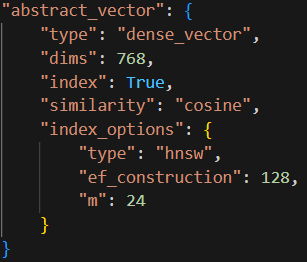 "abstract_vector": {
    "type": "dense_vector",
    "dims": 768,
    "index": True,
    "similarity": "cosine",
    "index_options": {
        "type": "hnsw",
        "ef_construction": 128,
        "m": 24
    }
}